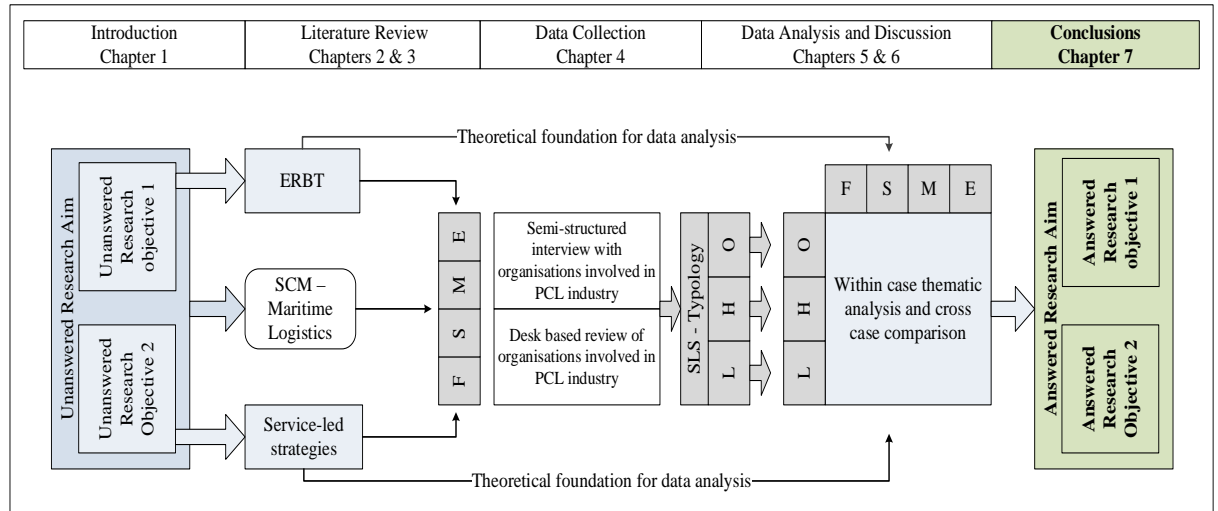 Introduction
Chapter 1
Literature Review
Chapters 2 & 3
Data Collection
Chapter 4
Data Analysis and Discussion
Chapters 5 & 6
Conclusions
Chapter 7
Theoretical foundation for data analysis
Unanswered Research Aim
Unanswered
Research
objective 1
Unanswered
Research
Objective 2
ERBT
SCM –
Maritime
Logistics
Service-led
strategies
E
M
S
F
Semi-structured
interview with
organisations involved in
PCL industry
Desk based review of
organisations involved in
PCL industry
SLS - Typology
O
H
L
O
H
L
F
S
M
E
Within case thematic
analysis and cross
case comparison
Answered Research Aim
Answered
Research
objective 1
Answered
Research
Objective 2
Theoretical foundation for data analysis